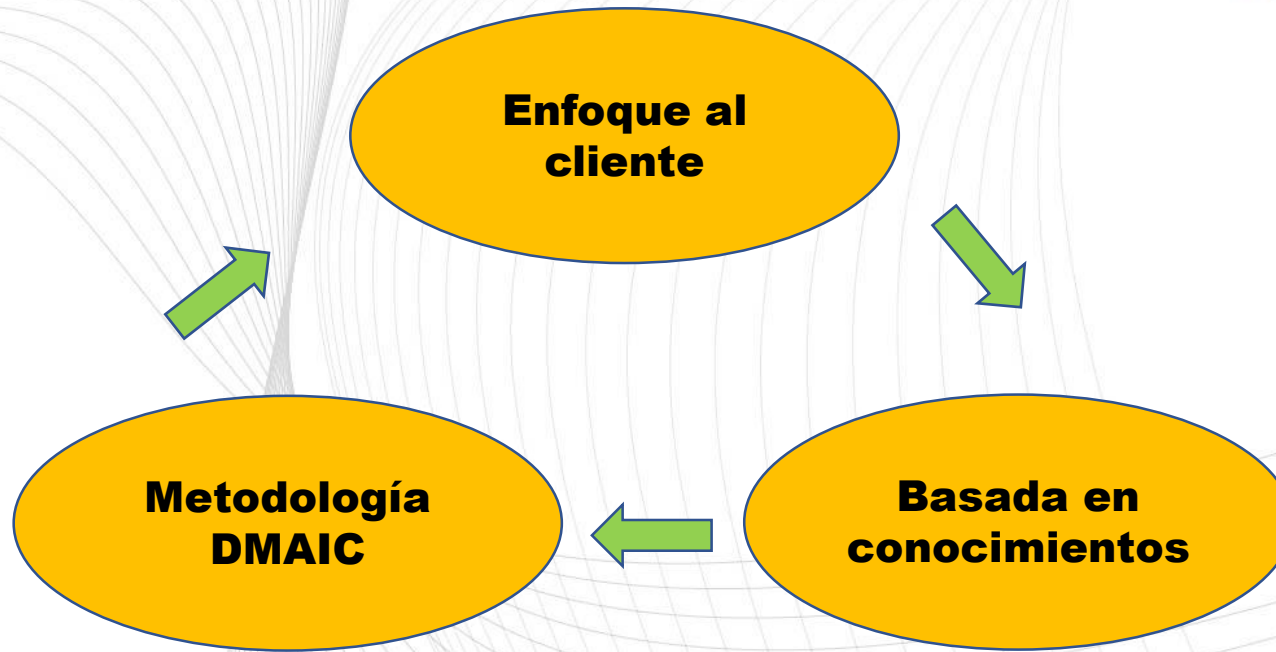 Enfoque al
cliente
Metodología
DMAIC
Basada en
conocimientos